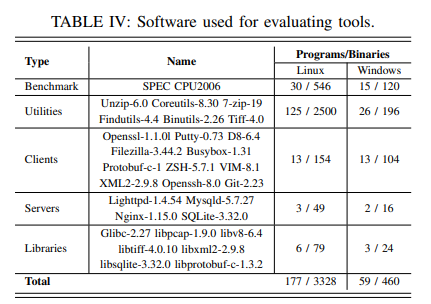 TABLE IV: Software used for evaluating tools.
Type Name Programs/Binaries
Linux Windows
Benchmark SPEC CPU2006 30 / 546 15 / 120
Utilities Unzip-6.0 Coreutils-8.30 7-zip-19 125 / 2500 26 / 196
Findutils-4.4 Binutils-2.26 Tiff-4.0
Clients Openssl-1.1.0l Putty-0.73 D8-6.4 13 / 154 13 / 104
Filezilla-3.44.2 Busybox-1.31
Protobuf-c-1 ZSH-5.7.1 VIM-8.1
XML2-2.9.8 Openssh-8.0 Git-2.23
Servers Lighttpd-1.4.54 Mysqld-5.7.27 3 / 49 2 / 16
Nginx-1.15.0 SQLite-3.32.0
Libraries Glibc-2.27 libpcap-1.9.0 libv8-6.4 6 / 79 3 / 24
libtiff-4.0.10 libxml2-2.9.8
libsqlite-3.32.0 libprotobuf-c-1.3.2
Total 177 / 3328 59 / 460